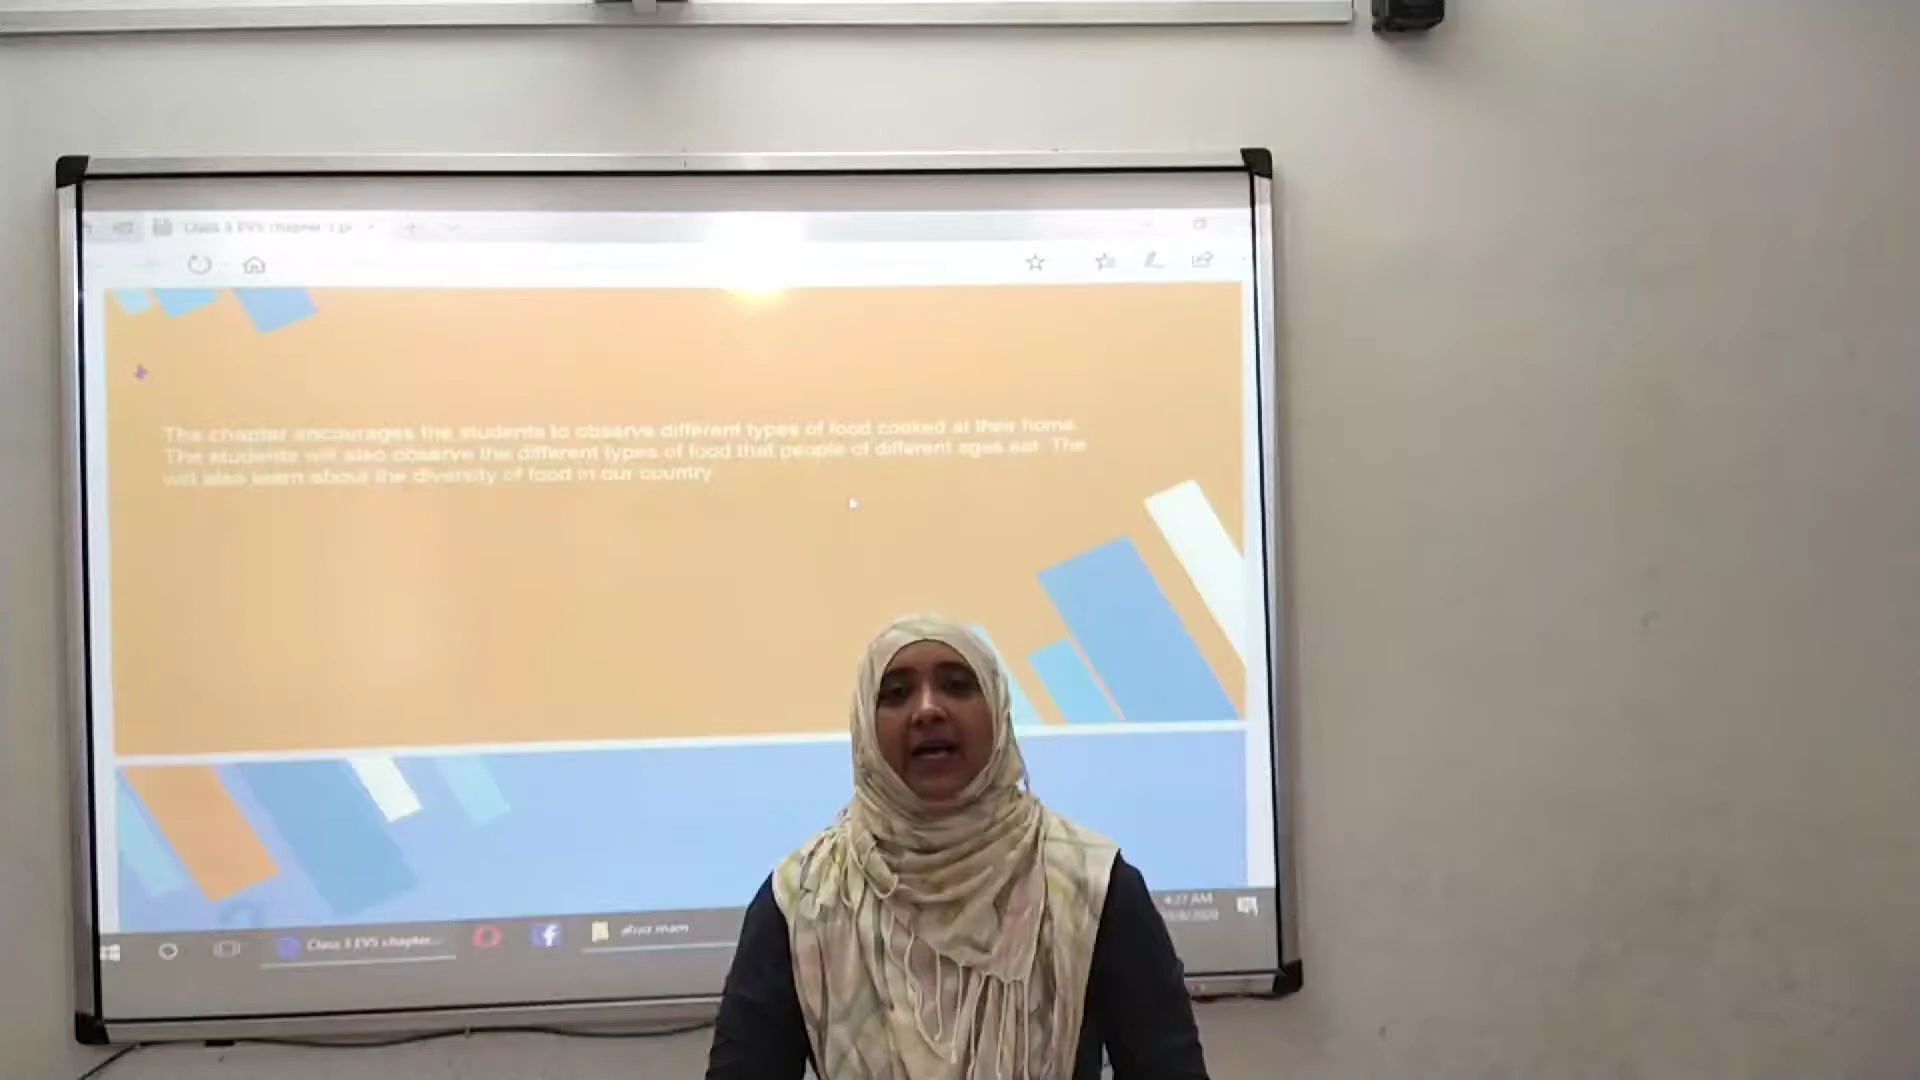 Class 3 EVS chapter
The chapter encourages the students to observe different types of food cooked at their home.
The students will also observe the different types of food that people of different ages eat. The
will also learn about the diversity of food in our country
4:27 AM
Class 3 EVS chapter...